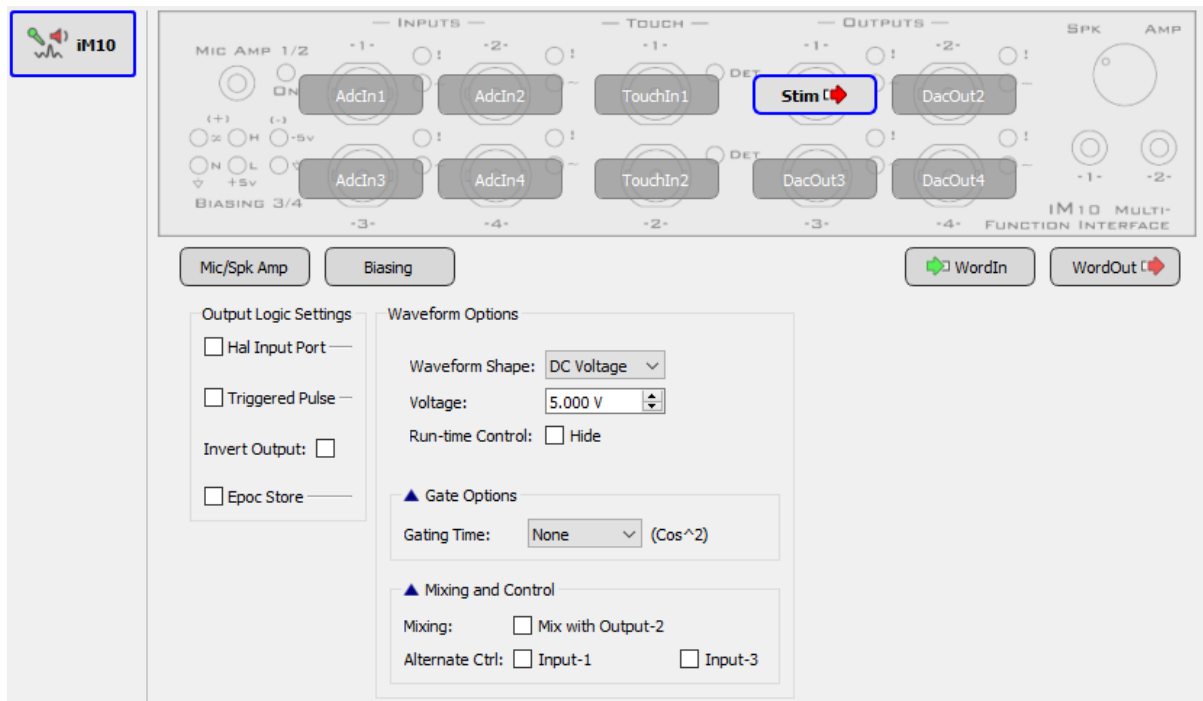 iM10
INPUTS TOUCH OUTPUTS SPK AMP
MIC AMP 1/2 -1- -2- -1- -1- -2-
! ! DET ! !
ON AdcIn1 AdcIn2 TouchIn1 Stim DacOut2
(+) (-)
H -5V ! ! DET ! !
N L AdcIn3 AdcIn4 TouchIn2 DacOut3 DacOut4 -1- -2-
+5V
BIASING 3/4 IM10 MULTI-
-3- -4- -2- -3- -4- FUNCTION INTERFACE
Mic/Spk Amp Biasing WordIn WordOut
Output Logic Settings Waveform Options
Hal Input Port
Waveform Shape: DC Voltage
Triggered Pulse Voltage: 5.000 V
Run-time Control: Hide
Invert Output:
Epoc Store Gate Options
Gating Time: None (Cos^2)
Mixing and Control
Mixing: Mix with Output-2
Alternate Ctrl: Input-1 Input-3